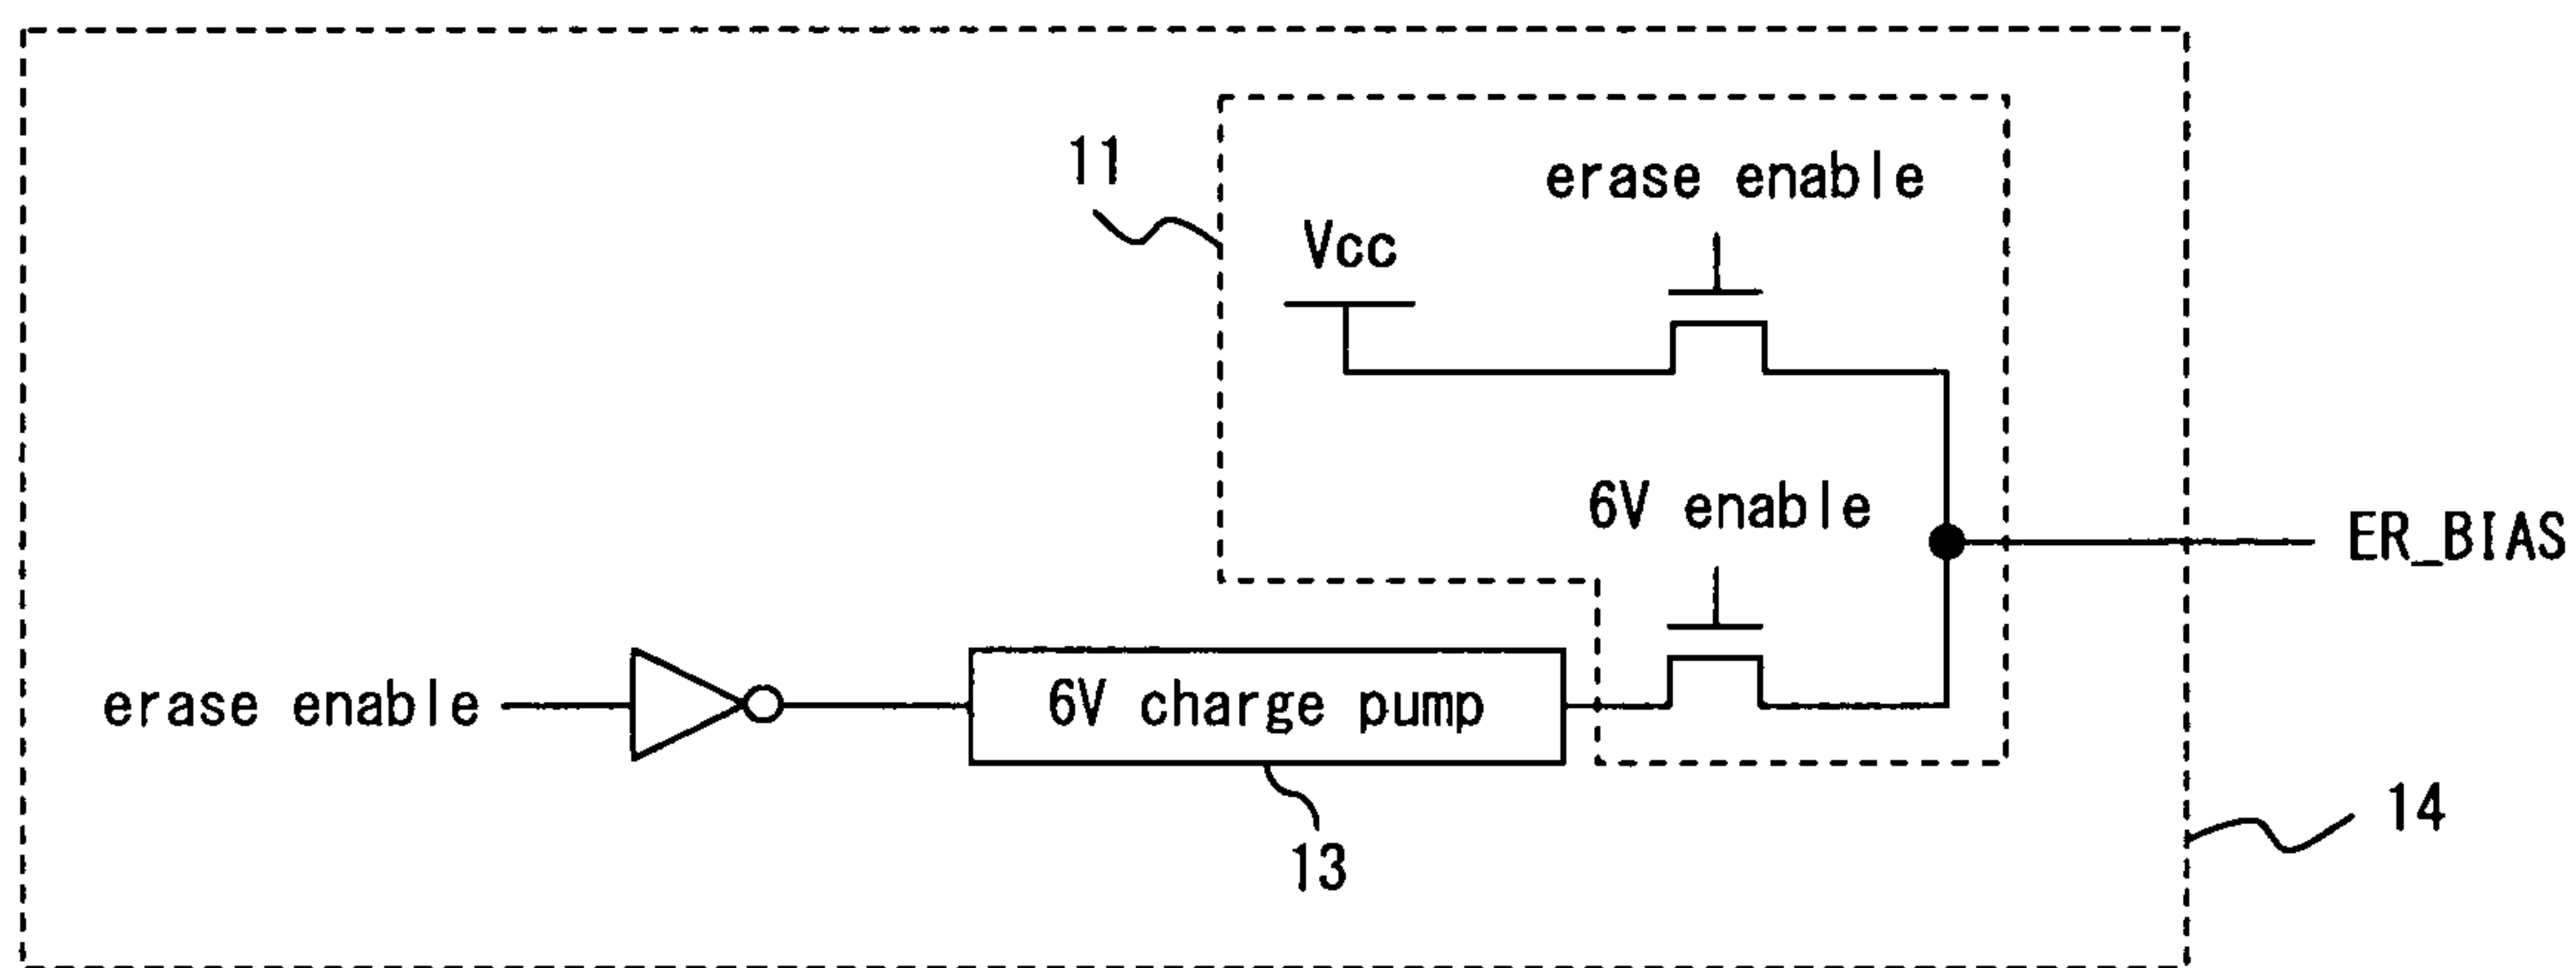 11
erase enable
Vcc
6V enable
ER_BIAS
erase enable
6V charge pump
14
13